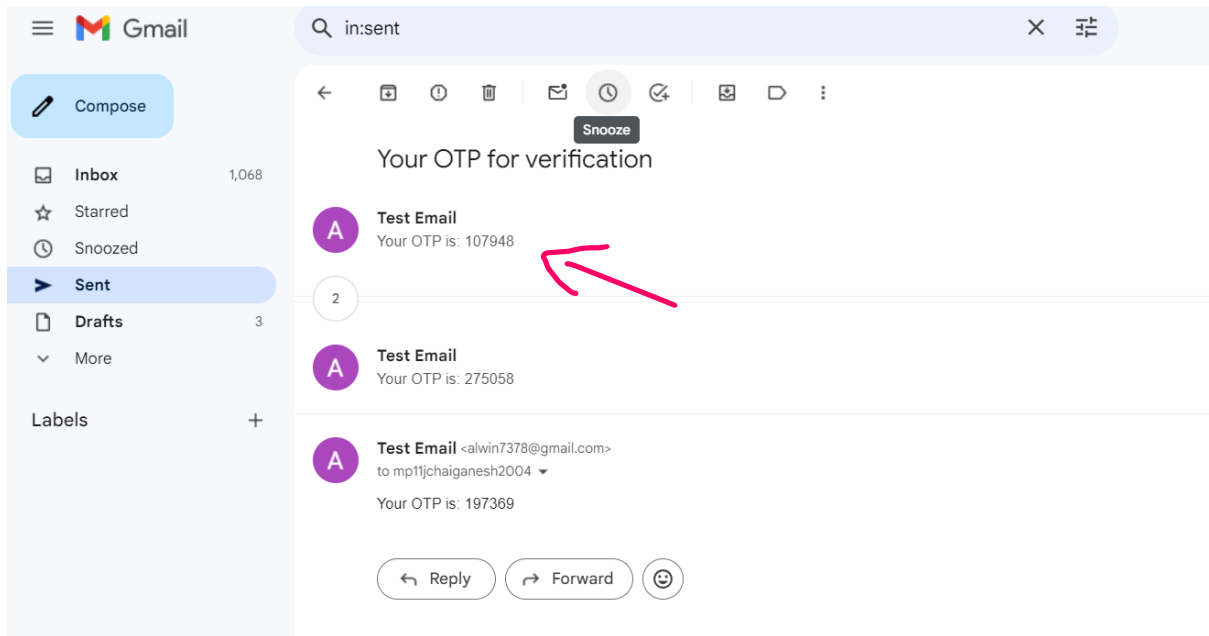 Gmail
in:sent
Compose
Snooze
Your OTP for verification
Inbox 1,068
Starred
Snoozed
Sent
Drafts 3
More
Labels
A
Test Email
Your OTP is: 107948
2
A
Test Email
Your OTP is: 275058
A
Test Email <alwin7378@gmail.com>
to mp11jchaiganesh2004
Your OTP is: 197369
Reply Forward